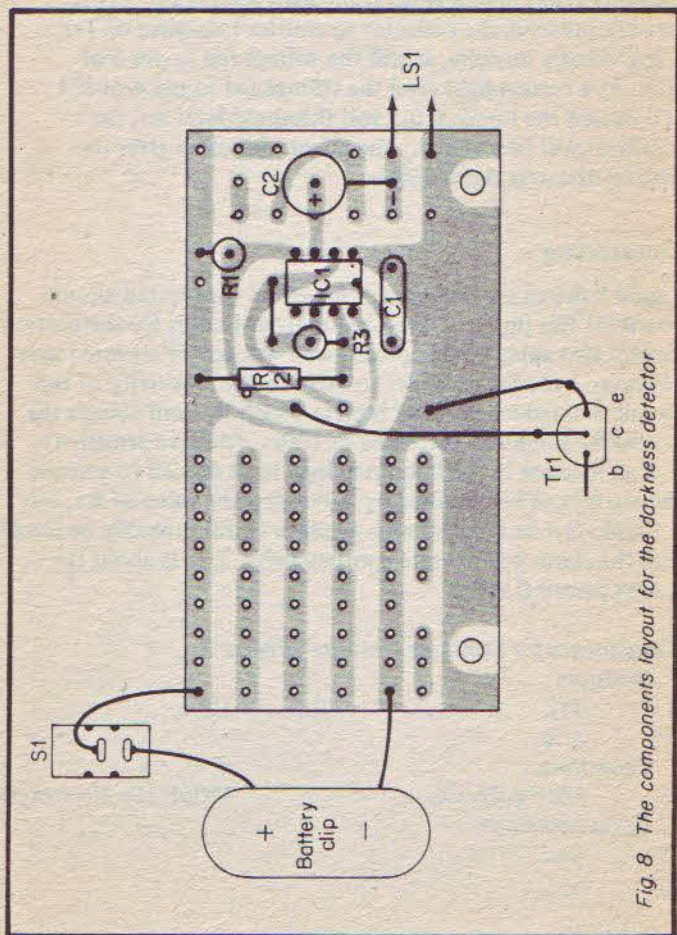 S1
+
Battery
clip
−
R1
C2
+
R
2
IC1
R3
C1
−
LS1
Tr1
b c e
Fig. 8 The components layout for the darkness detector